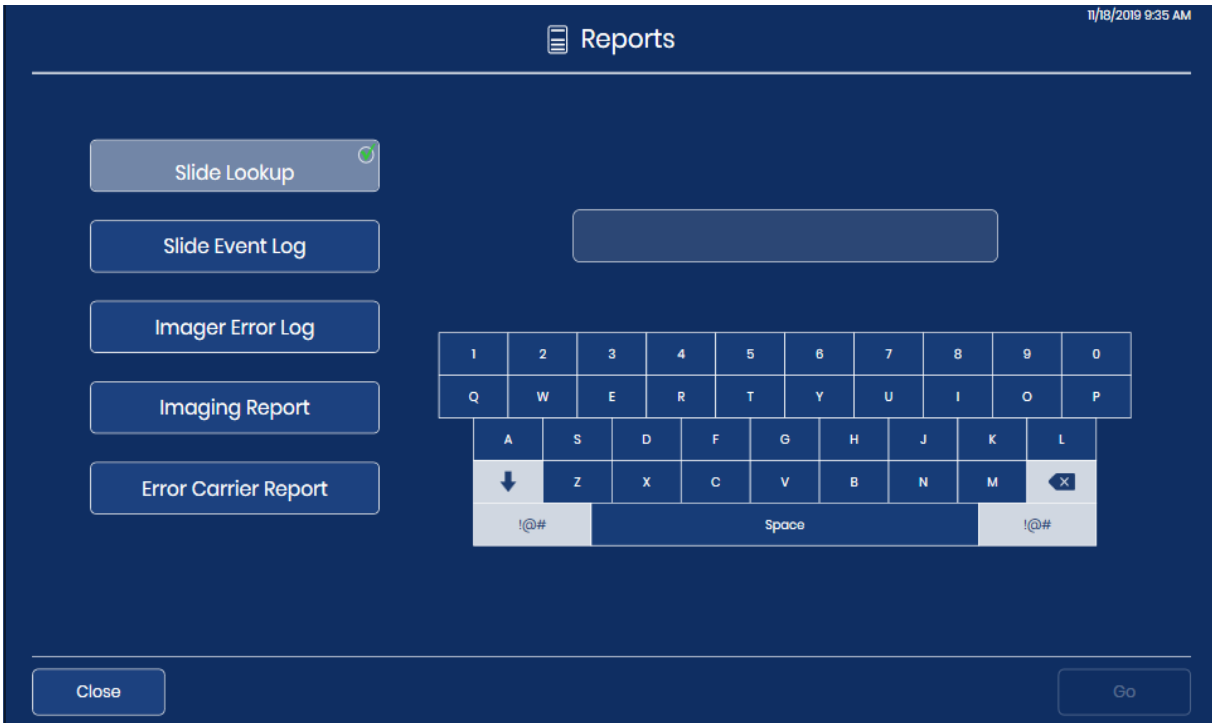 11/18/2019 9:35 AM
Reports
Slide Lookup
Slide Event Log
Imager Error Log
Imaging Report
Error Carrier Report
1 2 3 4 5 6 7 8 9 0
Q W E R T Y U I O P
A S D F G H J K L
Z X C V B N M
!@# Space !@#
Close
Go